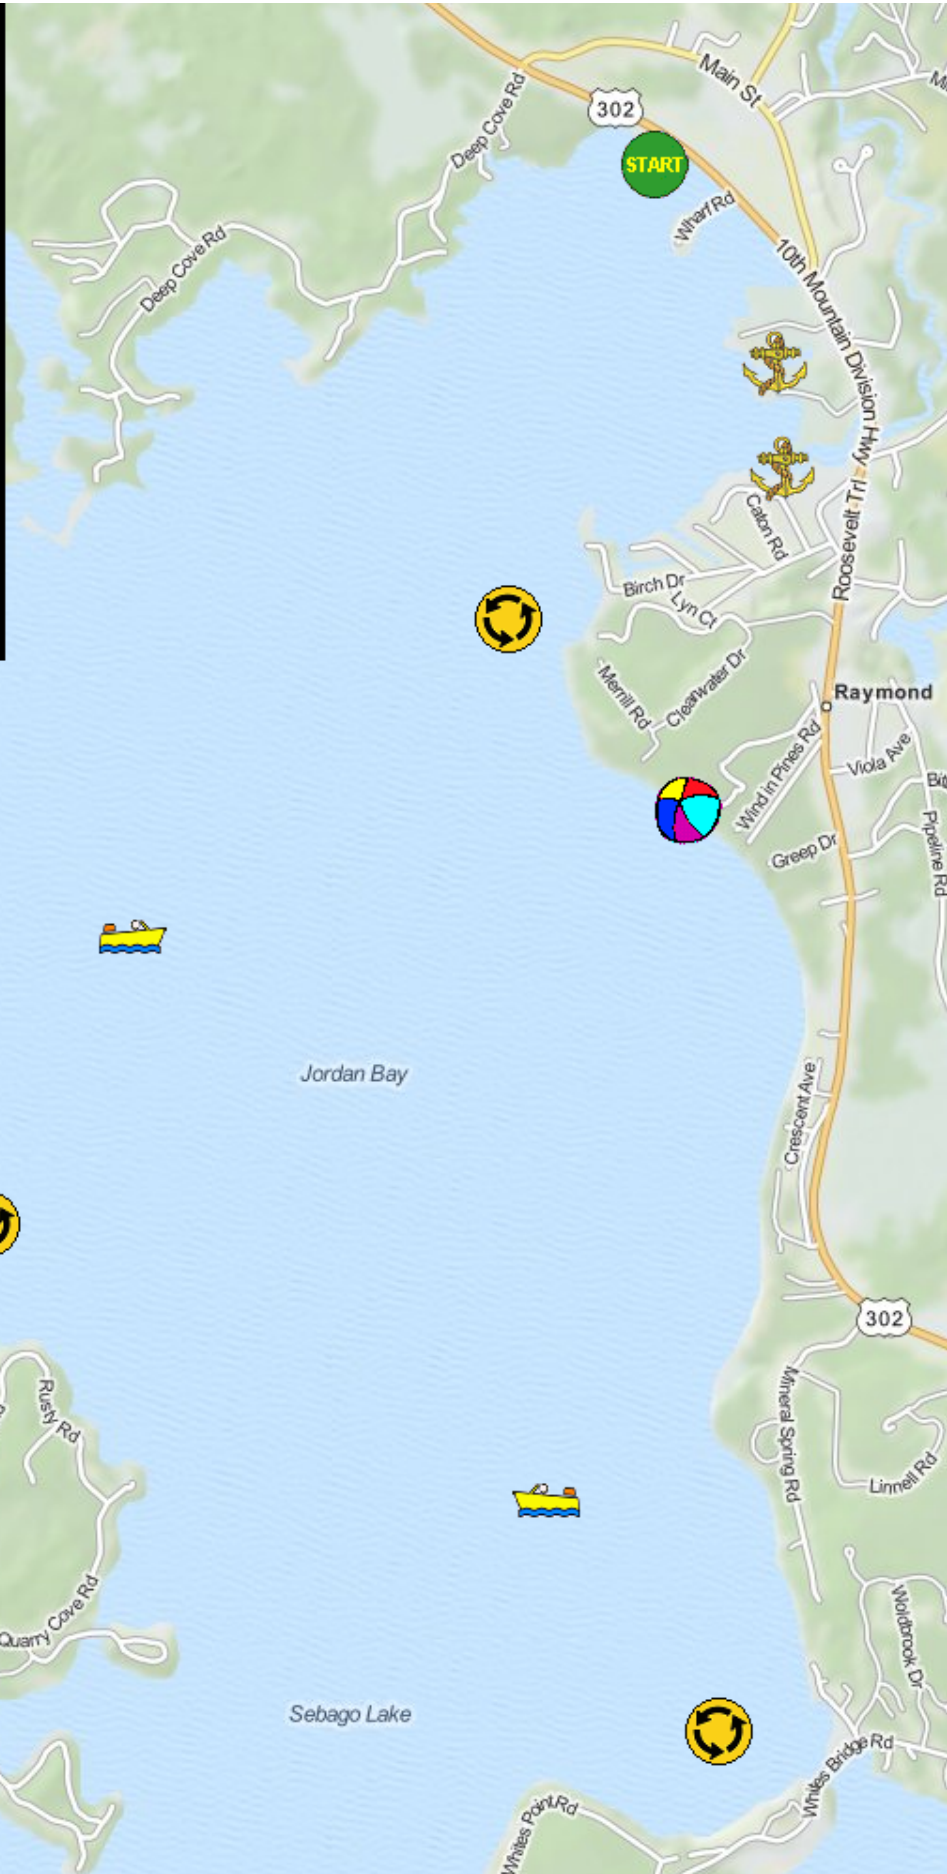 Main St
302
Deep Cove Rd
START
Wharf Rd
Deep Cove Rd
10th Mountain Division Hwy
Roosevelt Trl
Caton Rd
Birch Dr
Lyn Ct
Merrill Rd
Clearwater Dr
Raymond
Wind in Pines Rd
Viola Ave
Pipeline Rd
Greep Dr
Jordan Bay
Crescent Ave
302
Rusty Rd
Mineral Spring Rd
Linnell Rd
Quarry Cove Rd
Woldbrook Dr
Sebago Lake
Whites Bridge Rd
Whites Point Rd